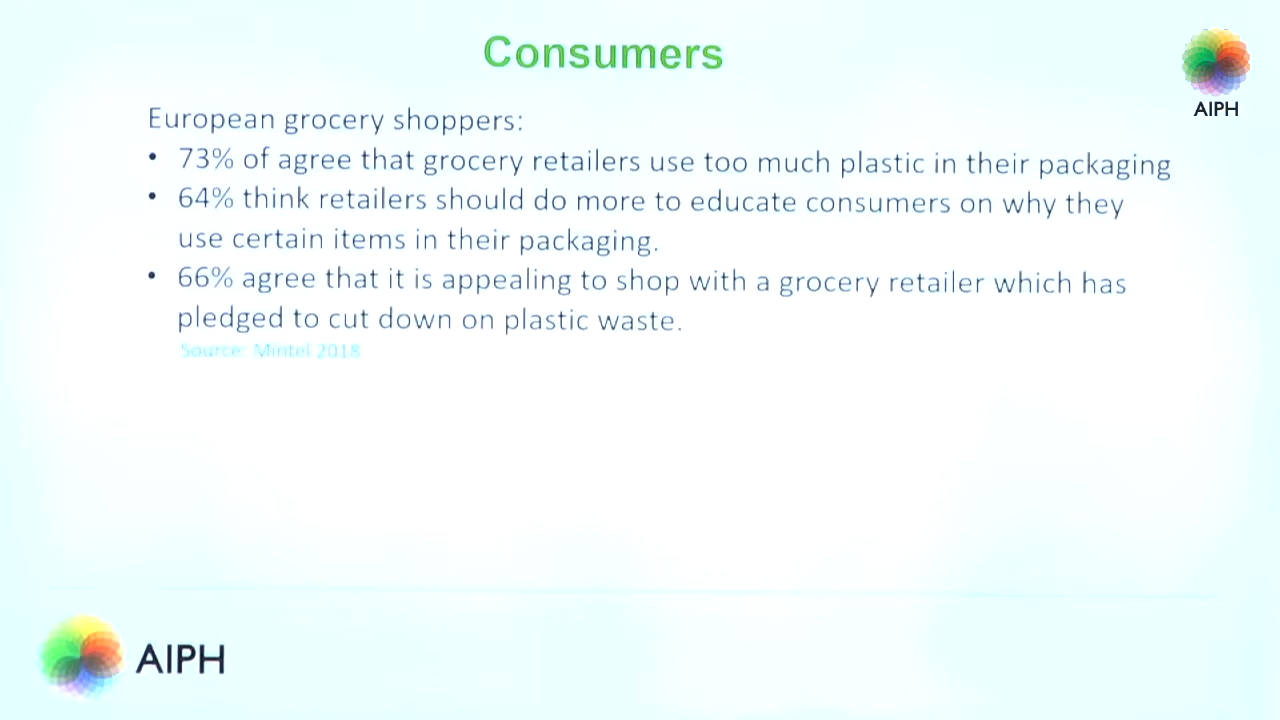 Consumers
AIPH
European grocery shoppers:
• 73% of agree that grocery retailers use too much plastic in their packaging
• 64% think retailers should do more to educate consumers on why they
use certain items in their packaging.
• 66% agree that it is appealing to shop with a grocery retailer which has
pledged to cut down on plastic waste.
Source: Mintel 2018
AIPH